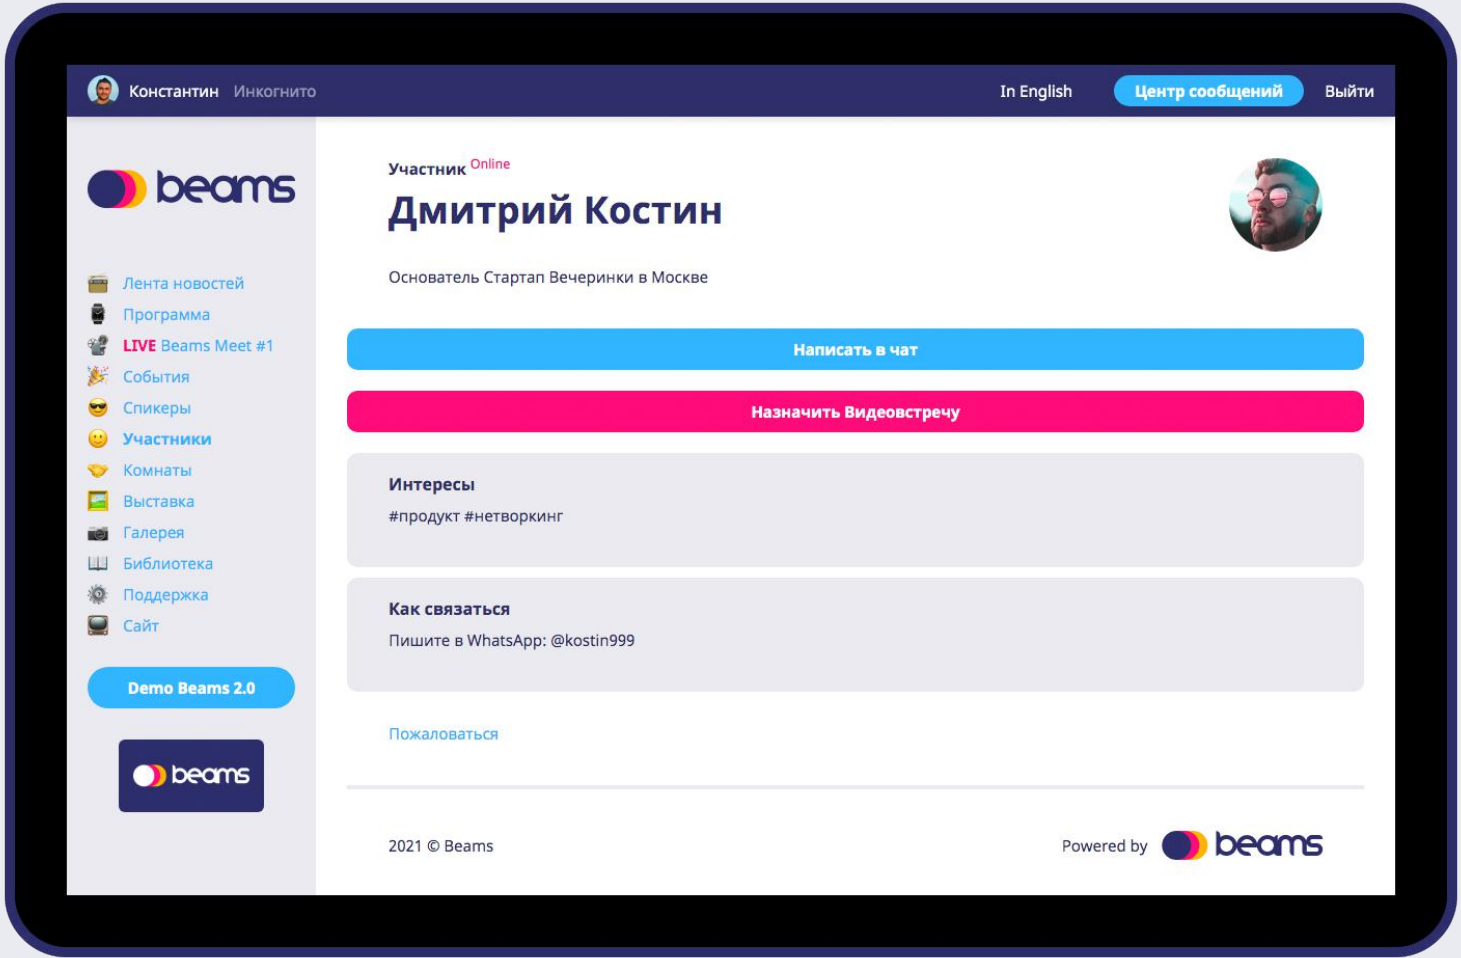 Константин Инкогнито In English Центр сообщений Выйти
beams
Лента новостей
Программа
LIVE Beams Meet #1
События
Спикеры
Участники
Комнаты
Выставка
Галерея
Библиотека
Поддержка
Сайт
Demo Beams 2.0
beams
Участник Online
Дмитрий Костин
Основатель Стартап Вечеринки в Москве
Написать в чат
Назначить Видеовстречу
Интересы
#продукт #нетворкинг
Как связаться
Пишите в WhatsApp: @kostin999
Пожаловаться
2021 © Beams
Powered by beams